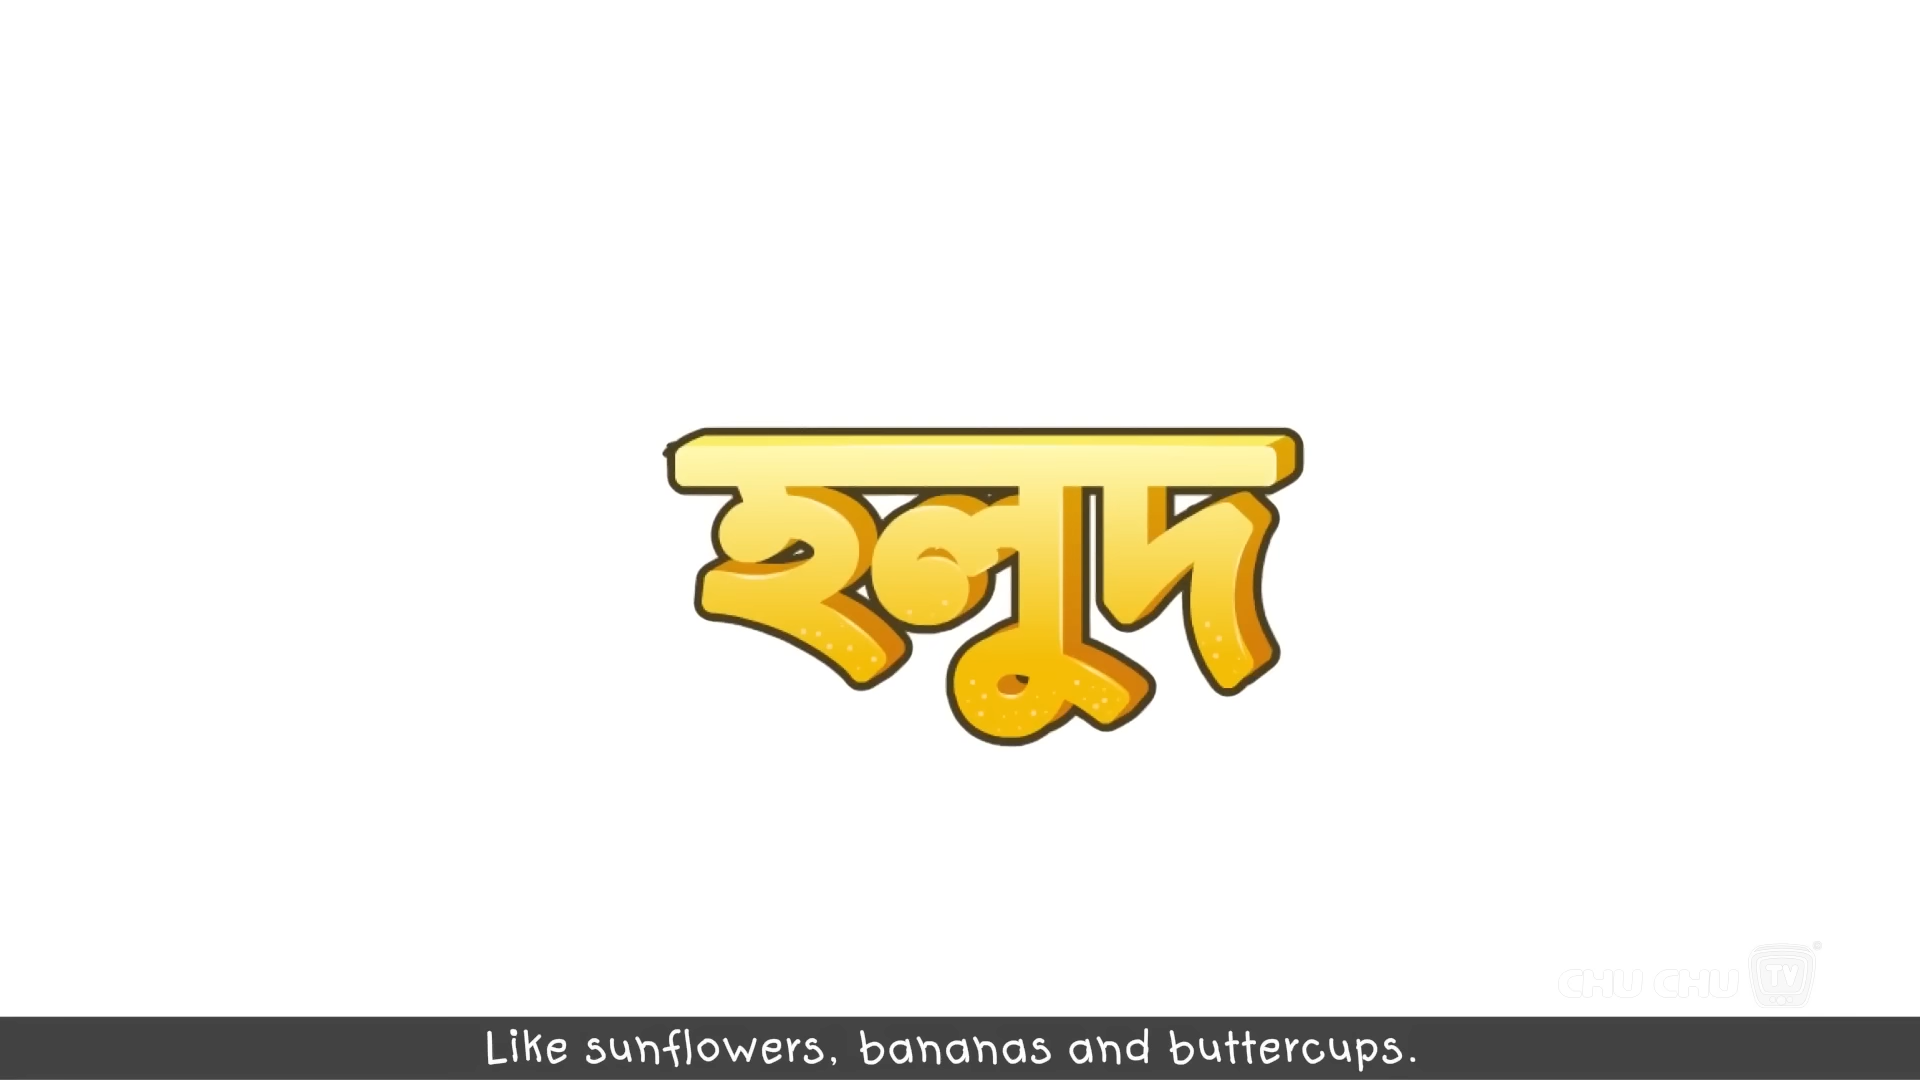 হলুদ
CHU CHU TV
Like sunflowers, bananas and buttercups.